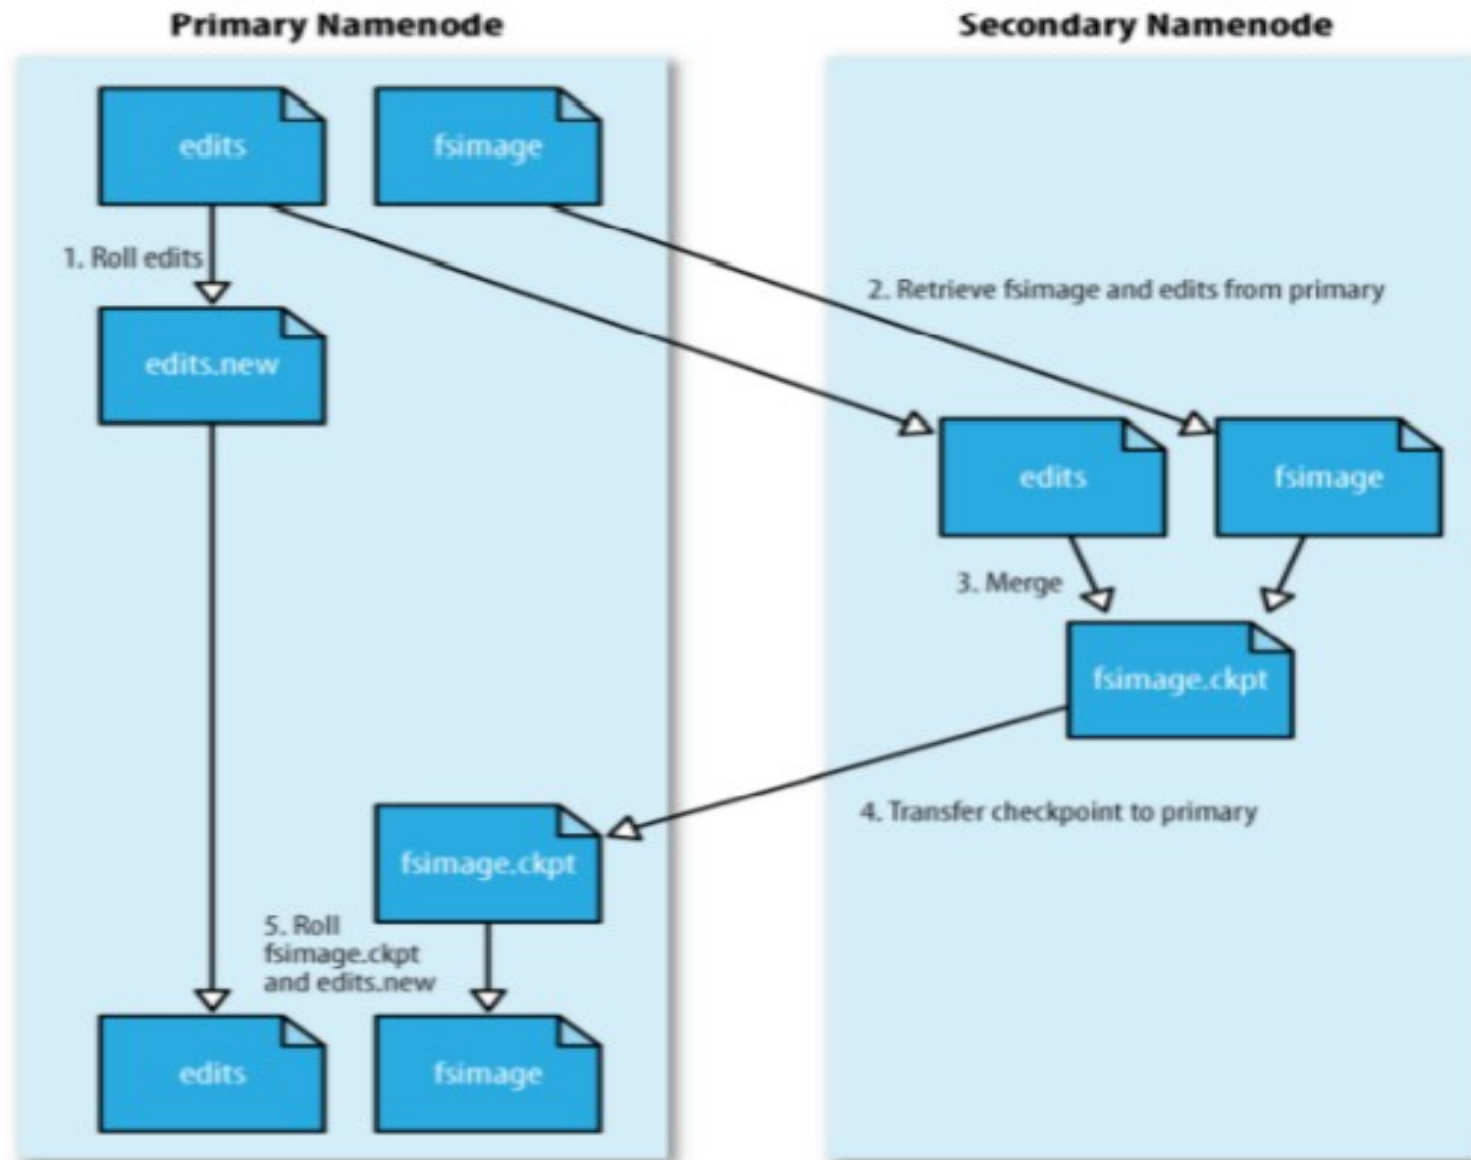 Primary Namenode
Secondary Namenode
edits
fsimage
1. Roll edits
2. Retrieve fsimage and edits from primary
edits.new
edits
fsimage
3. Merge
fsimage.ckpt
4. Transfer checkpoint to primary
fsimage.ckpt
5. Roll
fsimage.ckpt
and edits.new
edits
fsimage